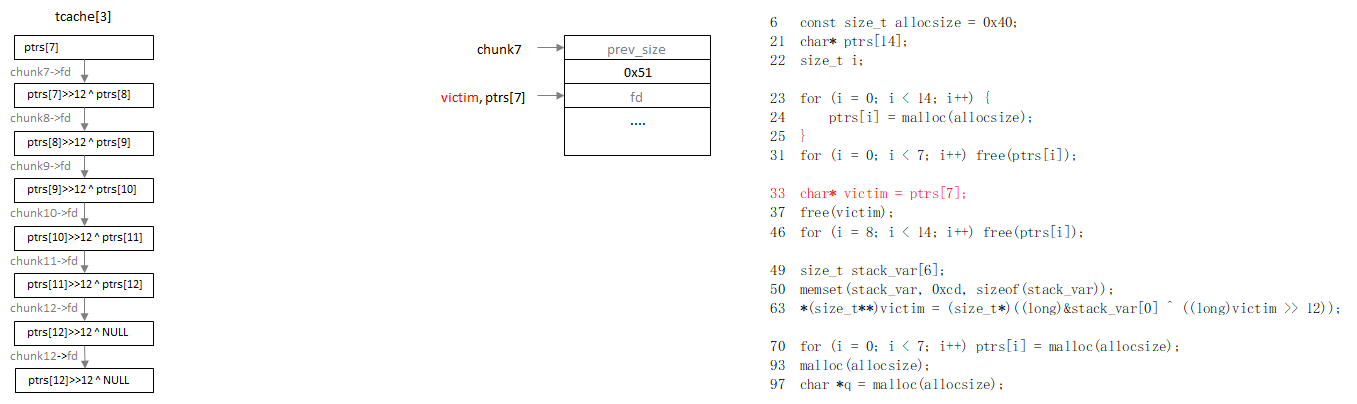 tcache[3]
ptrs[7]
chunk7->fd
ptrs[7]>>12 ^ ptrs[8]
chunk8->fd
ptrs[8]>>12 ^ ptrs[9]
chunk9->fd
ptrs[9]>>12 ^ ptrs[10]
chunk10->fd
ptrs[10]>>12 ^ ptrs[11]
chunk11->fd
ptrs[11]>>12 ^ ptrs[12]
chunk12->fd
ptrs[12]>>12 ^ NULL
chunk12->fd
ptrs[12]>>12 ^ NULL
chunk7
prev_size
0x51
victim, ptrs[7]
fd
....
6 const size_t allocsize = 0x40;
21 char* ptrs[14];
22 size_t i;
23 for (i = 0; i < 14; i++) {
24 ptrs[i] = malloc(allocsize);
25 }
31 for (i = 0; i < 7; i++) free(ptrs[i]);
33 char* victim = ptrs[7];
37 free(victim);
46 for (i = 8; i < 14; i++) free(ptrs[i]);
49 size_t stack_var[6];
50 memset(stack_var, 0xcd, sizeof(stack_var));
63 *(size_t**)victim = (size_t*)((long)&stack_var[0] ^ ((long)victim >> 12));
70 for (i = 0; i < 7; i++) ptrs[i] = malloc(allocsize);
93 malloc(allocsize);
97 char *q = malloc(allocsize);